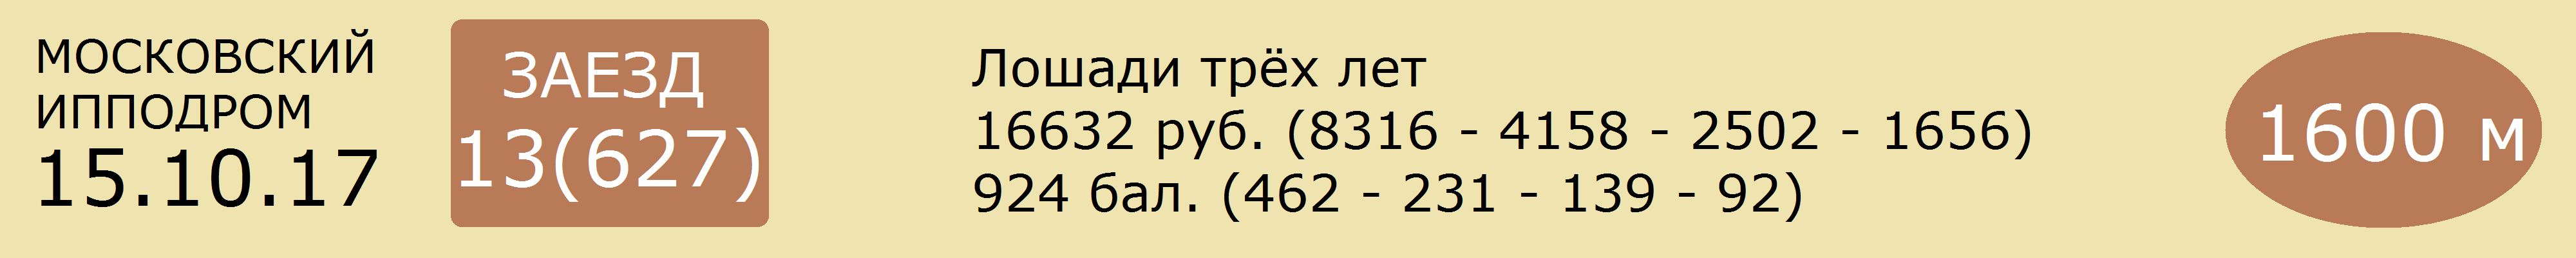 МОСКОВСКИЙ
ИППОДРОМ
15.10.17
ЗАЕЗД
13(627)
Лошади трёх лет
16632 руб. (8316 - 4158 - 2502 - 1656)
924 бал. (462 - 231 - 139 - 92)
1600 м